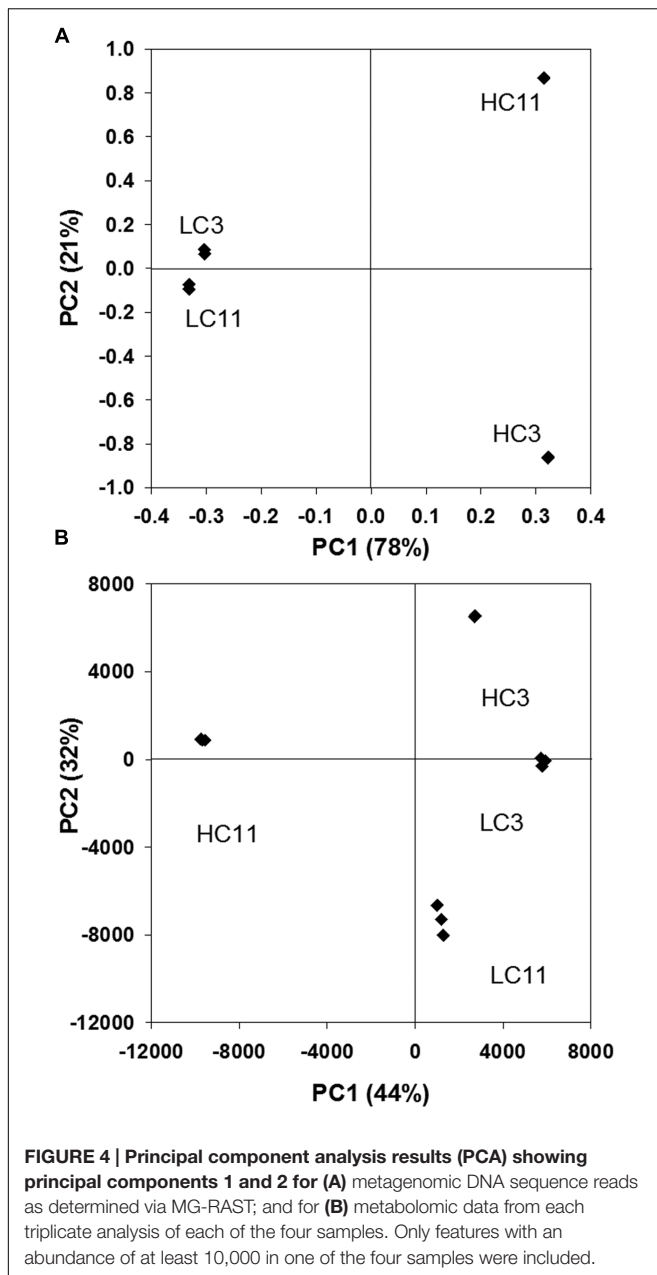 A
1.0
0.8
0.6
0.4
0.2
0.0
-0.2
-0.4
-0.6
-0.8
-1.0
PC2 (21%)
HC11
LC3
LC11
HC3
-0.4 -0.3 -0.2 -0.1 0.0 0.1 0.2 0.3 0.4
PC1 (78%)
B
8000
4000
0
-4000
-8000
-12000
PC2 (32%)
HC3
LC3
HC11
LC11
-12000 -8000 -4000 0 4000 8000
PC1 (44%)
FIGURE 4 | Principal component analysis results (PCA) showing
principal components 1 and 2 for (A) metagenomic DNA sequence reads
as determined via MG-RAST; and for (B) metabolomic data from each
triplicate analysis of each of the four samples. Only features with an
abundance of at least 10,000 in one of the four samples were included.